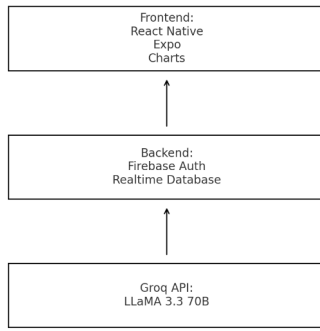 Frontend:
React Native
Expo
Charts
Backend:
Firebase Auth
Realtime Database
Groq API:
LLaMA 3.3 70B